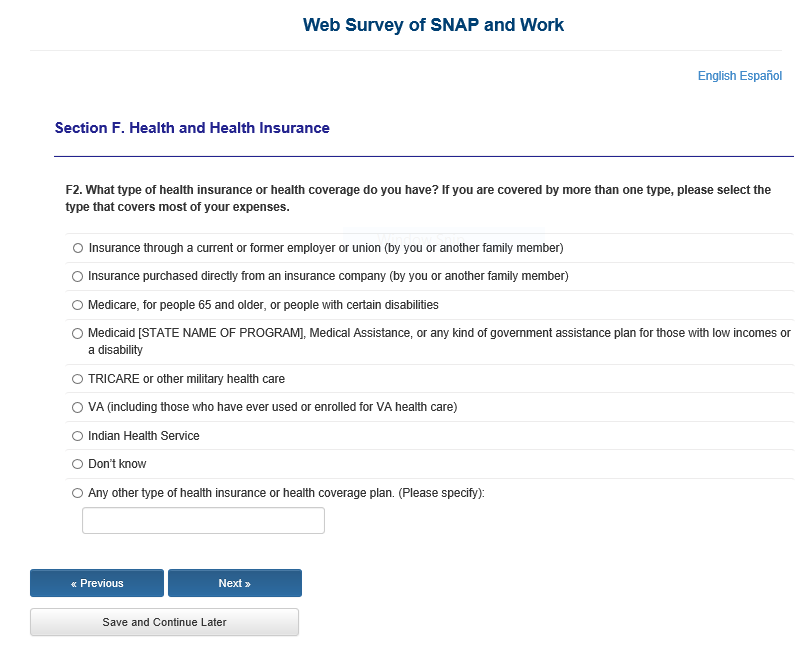 Web Survey of SNAP and Work
English Español
Section F. Health and Health Insurance
F2. What type of health insurance or health coverage do you have? If you are covered by more than one type, please select the
type that covers most of your expenses.
Insurance through a current or former employer or union (by you or another family member)
Insurance purchased directly from an insurance company (by you or another family member)
Medicare, for people 65 and older, or people with certain disabilities
Medicaid [STATE NAME OF PROGRAM], Medical Assistance, or any kind of government assistance plan for those with low incomes or
a disability
TRICARE or other military health care
VA (including those who have ever used or enrolled for VA health care)
Indian Health Service
Don't know
Any other type of health insurance or health coverage plan. (Please specify):
« Previous
Next »
Save and Continue Later